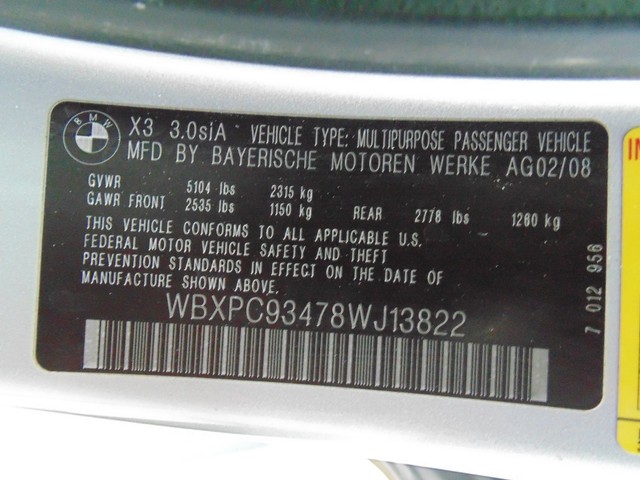 BMW
X3 3.0siA VEHICLE TYPE: MULTIPURPOSE PASSENGER VEHICLE
MFD BY BAYERISCHE MOTOREN WERKE AG02/08
GVWR 5104 lbs 2315 kg
GAWR FRONT 2535 lbs 1150 kg REAR 2778 lbs 1260 kg
THIS VEHICLE CONFORMS TO ALL APPLICABLE U.S.
FEDERAL MOTOR VEHICLE SAFETY AND THEFT
PREVENTION STANDARDS IN EFFECT ON THE DATE OF
MANUFACTURE SHOWN ABOVE.
WBXPC93478WJ13822
7 012 956